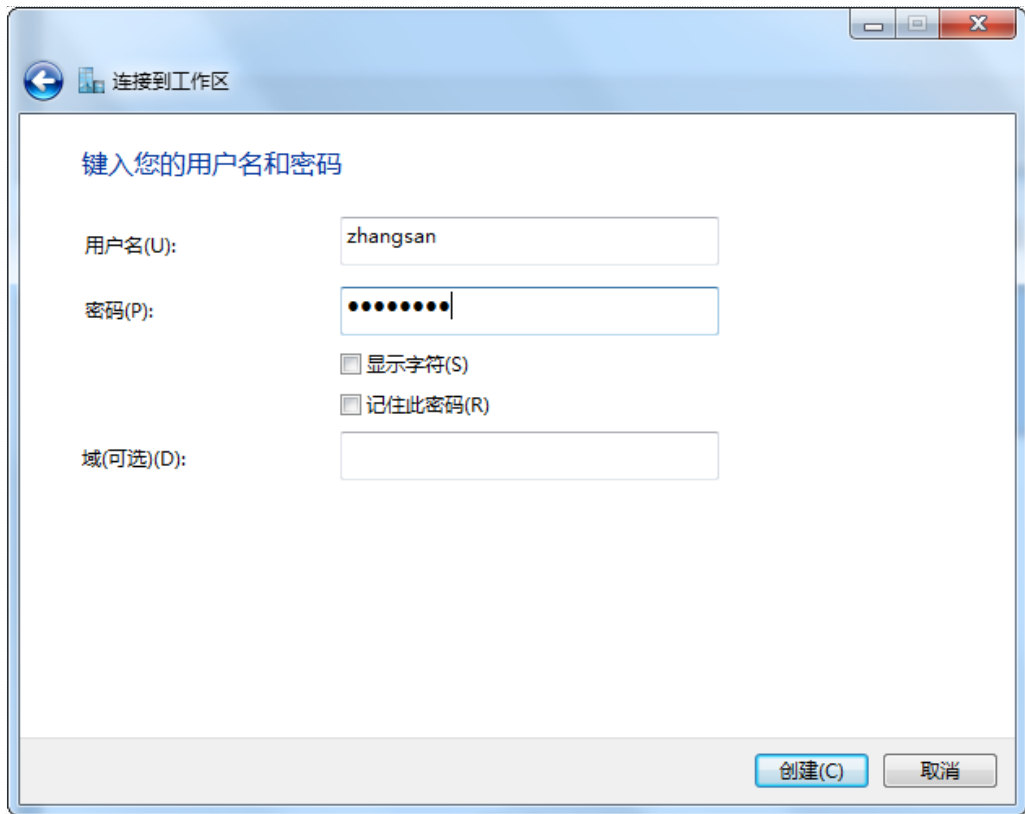 连接到工作区
键入您的用户名和密码
用户名(U):
zhangsan
密码(P):
●●●●●●●●
显示字符(S)
记住此密码(R)
域(可选)(D):
创建(C)
取消